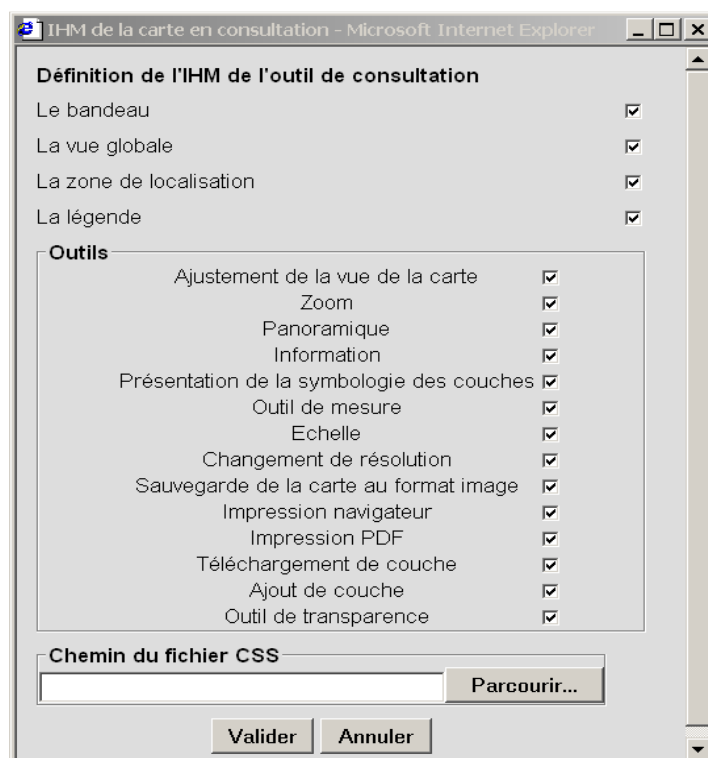 IHM de la carte en consultation - Microsoft Internet Explorer
Définition de l'IHM de l'outil de consultation
Le bandeau
La vue globale
La zone de localisation
La légende
Outils
Ajustement de la vue de la carte
Zoom
Panoramique
Information
Présentation de la symbologie des couches
Outil de mesure
Echelle
Changement de résolution
Sauvegarde de la carte au format image
Impression navigateur
Impression PDF
Téléchargement de couche
Ajout de couche
Outil de transparence
Chemin du fichier CSS
Parcourir...
Valider Annuler